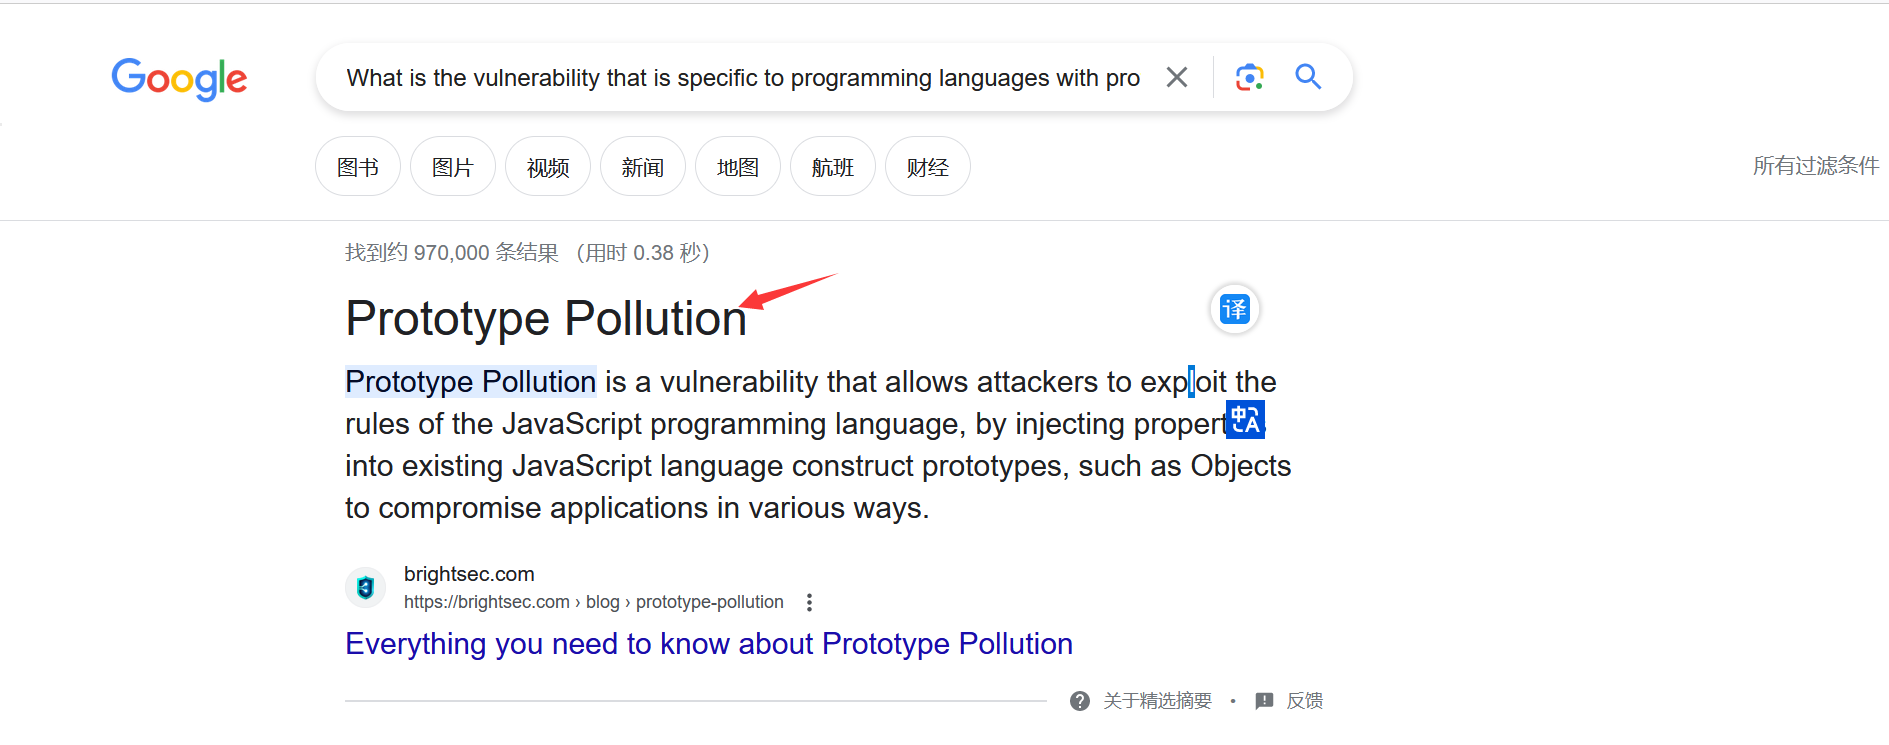 Google
What is the vulnerability that is specific to programming languages with pro
图书 图片 视频 新闻 地图 航班 财经
所有过滤条件
找到约 970,000 条结果 （用时 0.38 秒）
Prototype Pollution
译
Prototype Pollution is a vulnerability that allows attackers to exploit the
rules of the JavaScript programming language, by injecting propert
中A
into existing JavaScript language construct prototypes, such as Objects
to compromise applications in various ways.
brightsec.com
https://brightsec.com › blog › prototype-pollution
Everything you need to know about Prototype Pollution
关于精选摘要 • 反馈